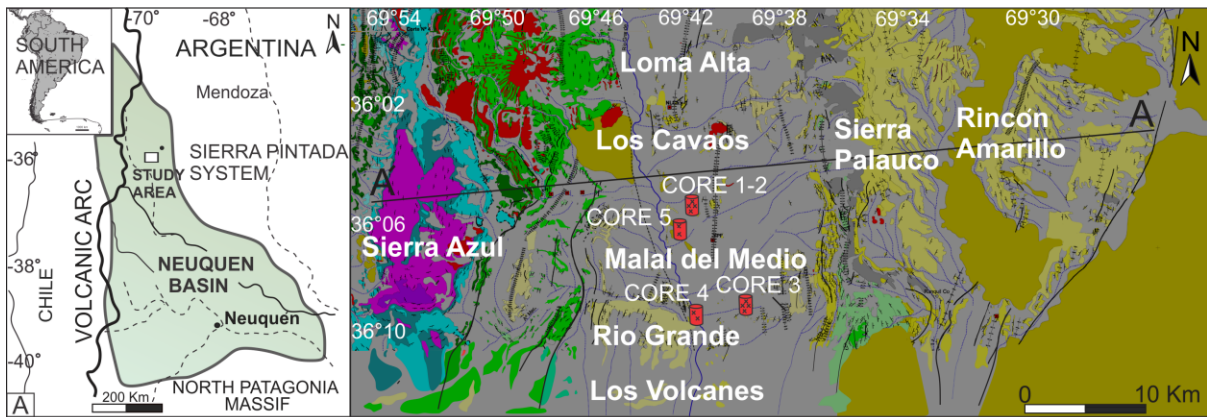 -70°
-68°
N
SOUTH
AMERICA
ARGENTINA
Mendoza
-36°
STUDY
AREA
SIERRA PINTADA
SYSTEM
VOLCANIC ARC
CHILE
-38°
NEUQUEN
BASIN
Neuquen
-40°
NORTH PATAGONIA
MASSIF
200 Km
A
69°54
69°50
69°46
69°42
69°38
69°34
69°30
N
36°02
36°06
36°10
Loma Alta
Los Cavaos
Sierra
Palauco
Rincón
Amarillo
A
A
CORE 1-2
CORE 5
Sierra Azul
Malal del Medio
CORE 4
CORE 3
Rio Grande
Los Volcanes
0
10 Km